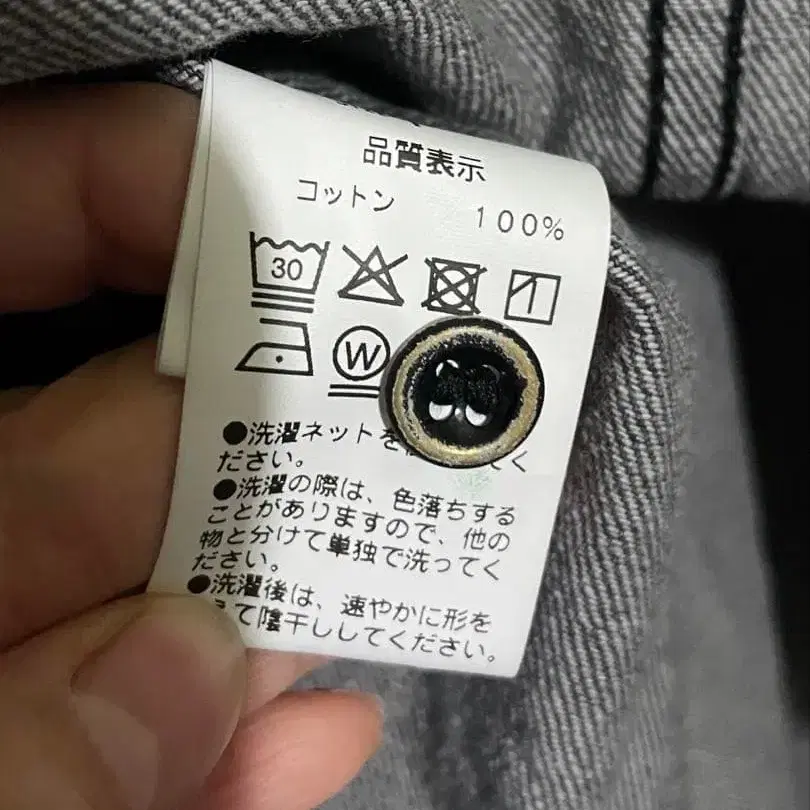 品質表示
コットン 100%
30
W
●洗濯ネットを てく
ださい。
●洗濯の際は、色落ちする
ことがありますので、他の
物と分けて単独で洗ってく
ださい。
●洗濯後は、速やかに形を
えて陰干ししてください。